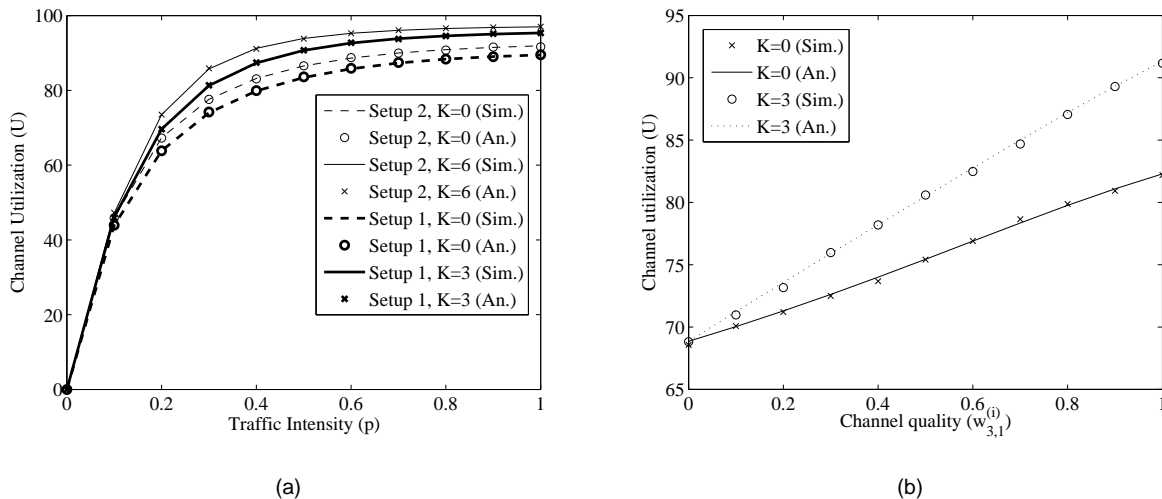 100
80
60
40
20
0
Channel Utilization (U)
Setup 2, K=0 (Sim.)
Setup 2, K=0 (An.)
Setup 2, K=6 (Sim.)
Setup 2, K=6 (An.)
Setup 1, K=0 (Sim.)
Setup 1, K=0 (An.)
Setup 1, K=3 (Sim.)
Setup 1, K=3 (An.)
0 0.2 0.4 0.6 0.8 1
Traffic Intensity (p)
(a)
95
90
85
80
75
70
65
Channel utilization (U)
K=0 (Sim.)
K=0 (An.)
K=3 (Sim.)
K=3 (An.)
0 0.2 0.4 0.6 0.8 1
Channel quality (w_{3,1}^{(i)})
(b)